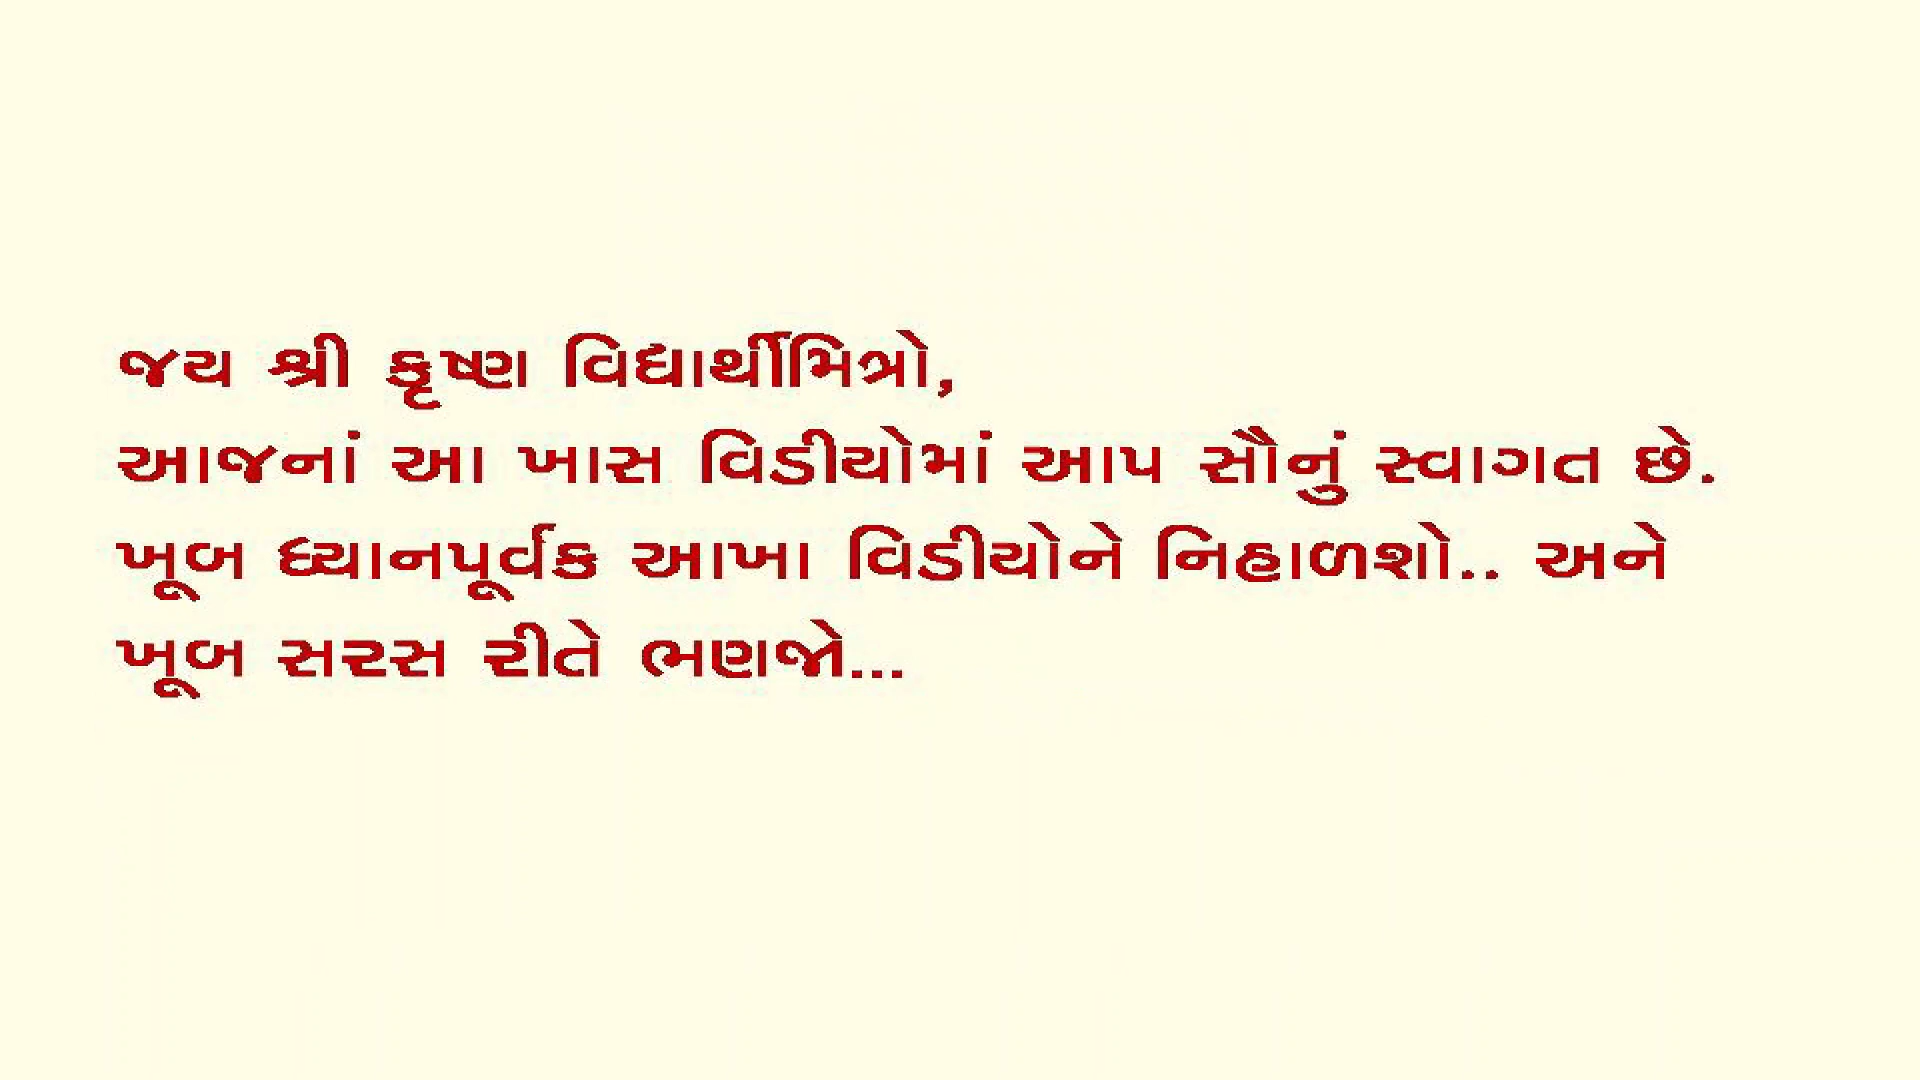 જય શ્રી કૃષ્ણ વિદ્યાર્થીમિત્રો,
આજનાં આ ખાસ વિડીયોમાં આપ સૌનું સ્વાગત છે.
ખૂબ ધ્યાનપૂર્વક આખા વિડીયોને નિહાળશો.. અને
ખૂબ સરસ રીતે ભણજો...